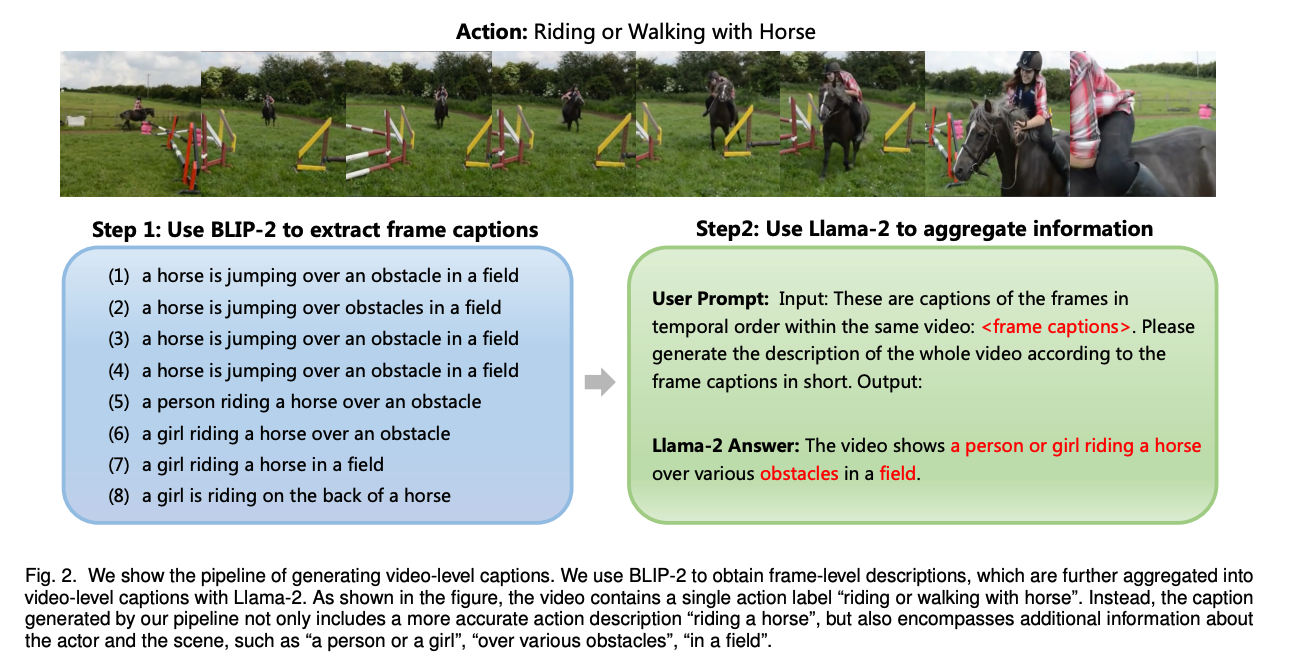 Action: Riding or Walking with Horse
Step 1: Use BLIP-2 to extract frame captions
(1) a horse is jumping over an obstacle in a field
(2) a horse is jumping over obstacles in a field
(3) a horse is jumping over an obstacle in a field
(4) a horse is jumping over an obstacle in a field
(5) a person riding a horse over an obstacle
(6) a girl riding a horse over an obstacle
(7) a girl riding a horse in a field
(8) a girl is riding on the back of a horse
Step2: Use Llama-2 to aggregate information
User Prompt: Input: These are captions of the frames in
temporal order within the same video: <frame captions>. Please
generate the description of the whole video according to the
frame captions in short. Output:
Llama-2 Answer: The video shows a person or girl riding a horse
over various obstacles in a field.
Fig. 2. We show the pipeline of generating video-level captions. We use BLIP-2 to obtain frame-level descriptions, which are further aggregated into
video-level captions with Llama-2. As shown in the figure, the video contains a single action label “riding or walking with horse”. Instead, the caption
generated by our pipeline not only includes a more accurate action description “riding a horse”, but also encompasses additional information about
the actor and the scene, such as “a person or a girl”, “over various obstacles”, “in a field”.